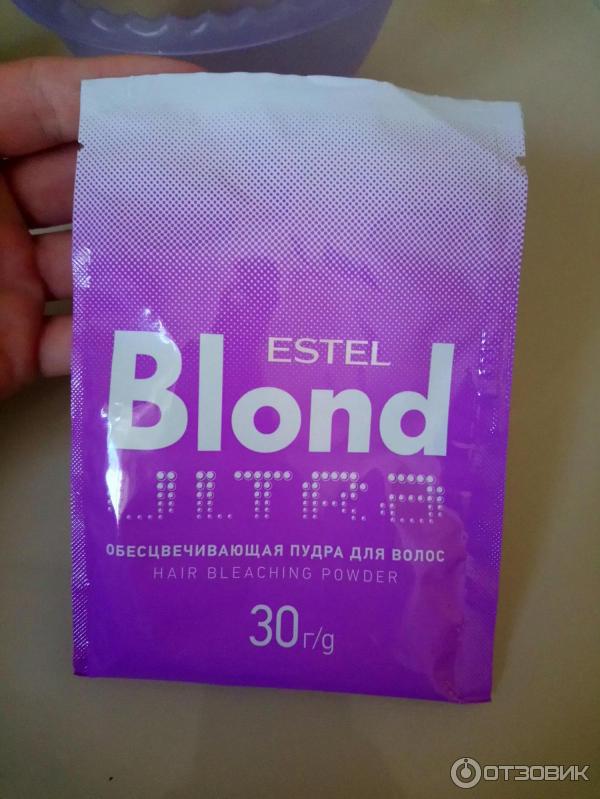 ESTEL
Blond
ULTRA
ОБЕСЦВЕЧИВАЮЩАЯ ПУДРА ДЛЯ ВОЛОС
HAIR BLEACHING POWDER
30 г/g
ОТЗОВИК